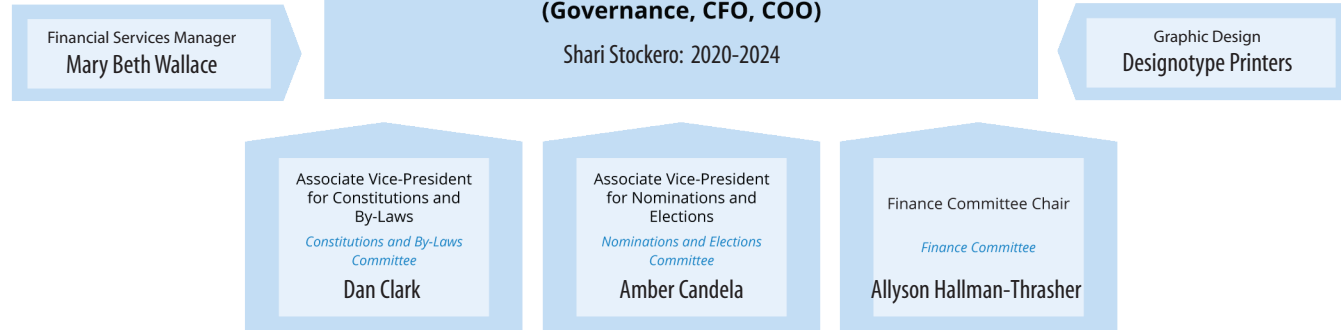 (Governance, CFO, COO)
Shari Stockero: 2020-2024
Financial Services Manager
Mary Beth Wallace
Graphic Design
Designotype Printers
Associate Vice-President
for Constitutions and
By-Laws
Constitutions and By-Laws
Committee
Dan Clark
Associate Vice-President
for Nominations and
Elections
Nominations and Elections
Committee
Amber Candela
Finance Committee Chair
Finance Committee
Allyson Hallman-Thrasher